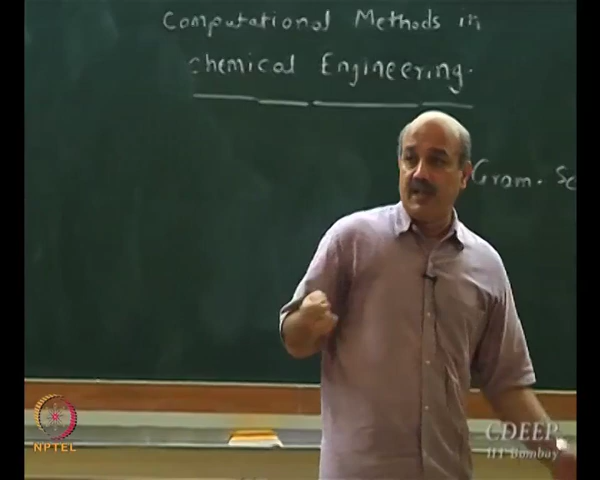 Computational Methods in
Chemical Engineering.
Gram. Sc
NPTEL
CDEEP
IIT Bombay